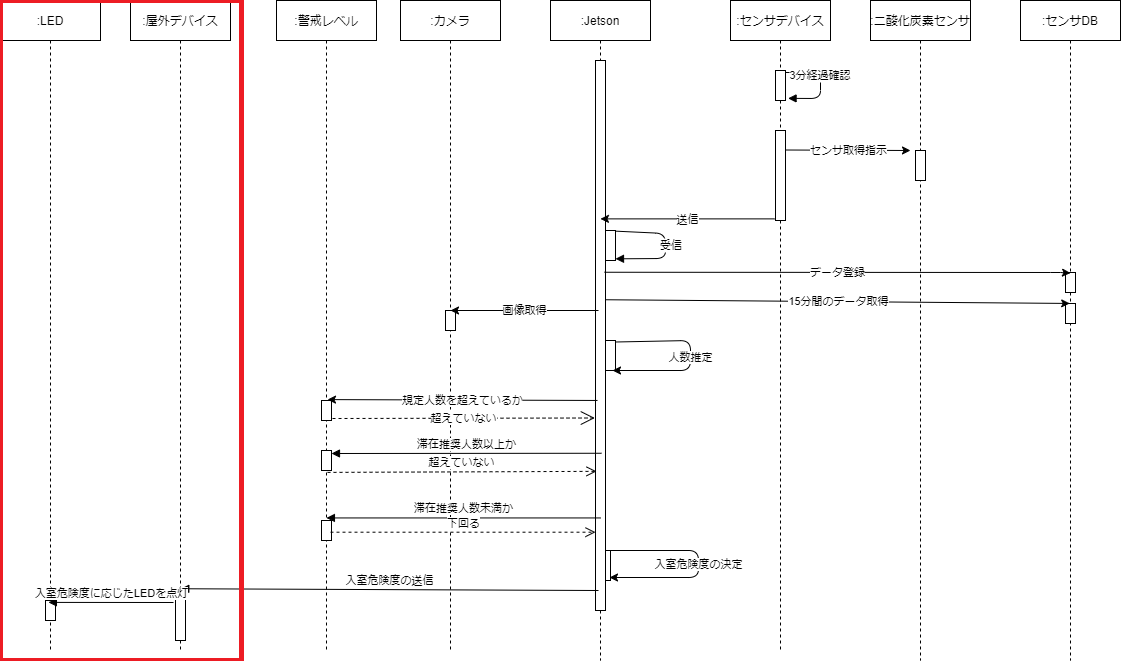 :LED
:屋外デバイス
:警戒レベル
:カメラ
:Jetson
:センサデバイス
:二酸化炭素センサ
:センサDB
3分経過確認
センサ取得指示
送信
受信
データ登録
15分間のデータ取得
画像取得
人数推定
規定人数を超えているか
超えていない
滞在推奨人数以上か
超えていない
滞在推奨人数未満か
下回る
入室危険度の決定
入室危険度の送信
入室危険度に応じたLEDを点灯